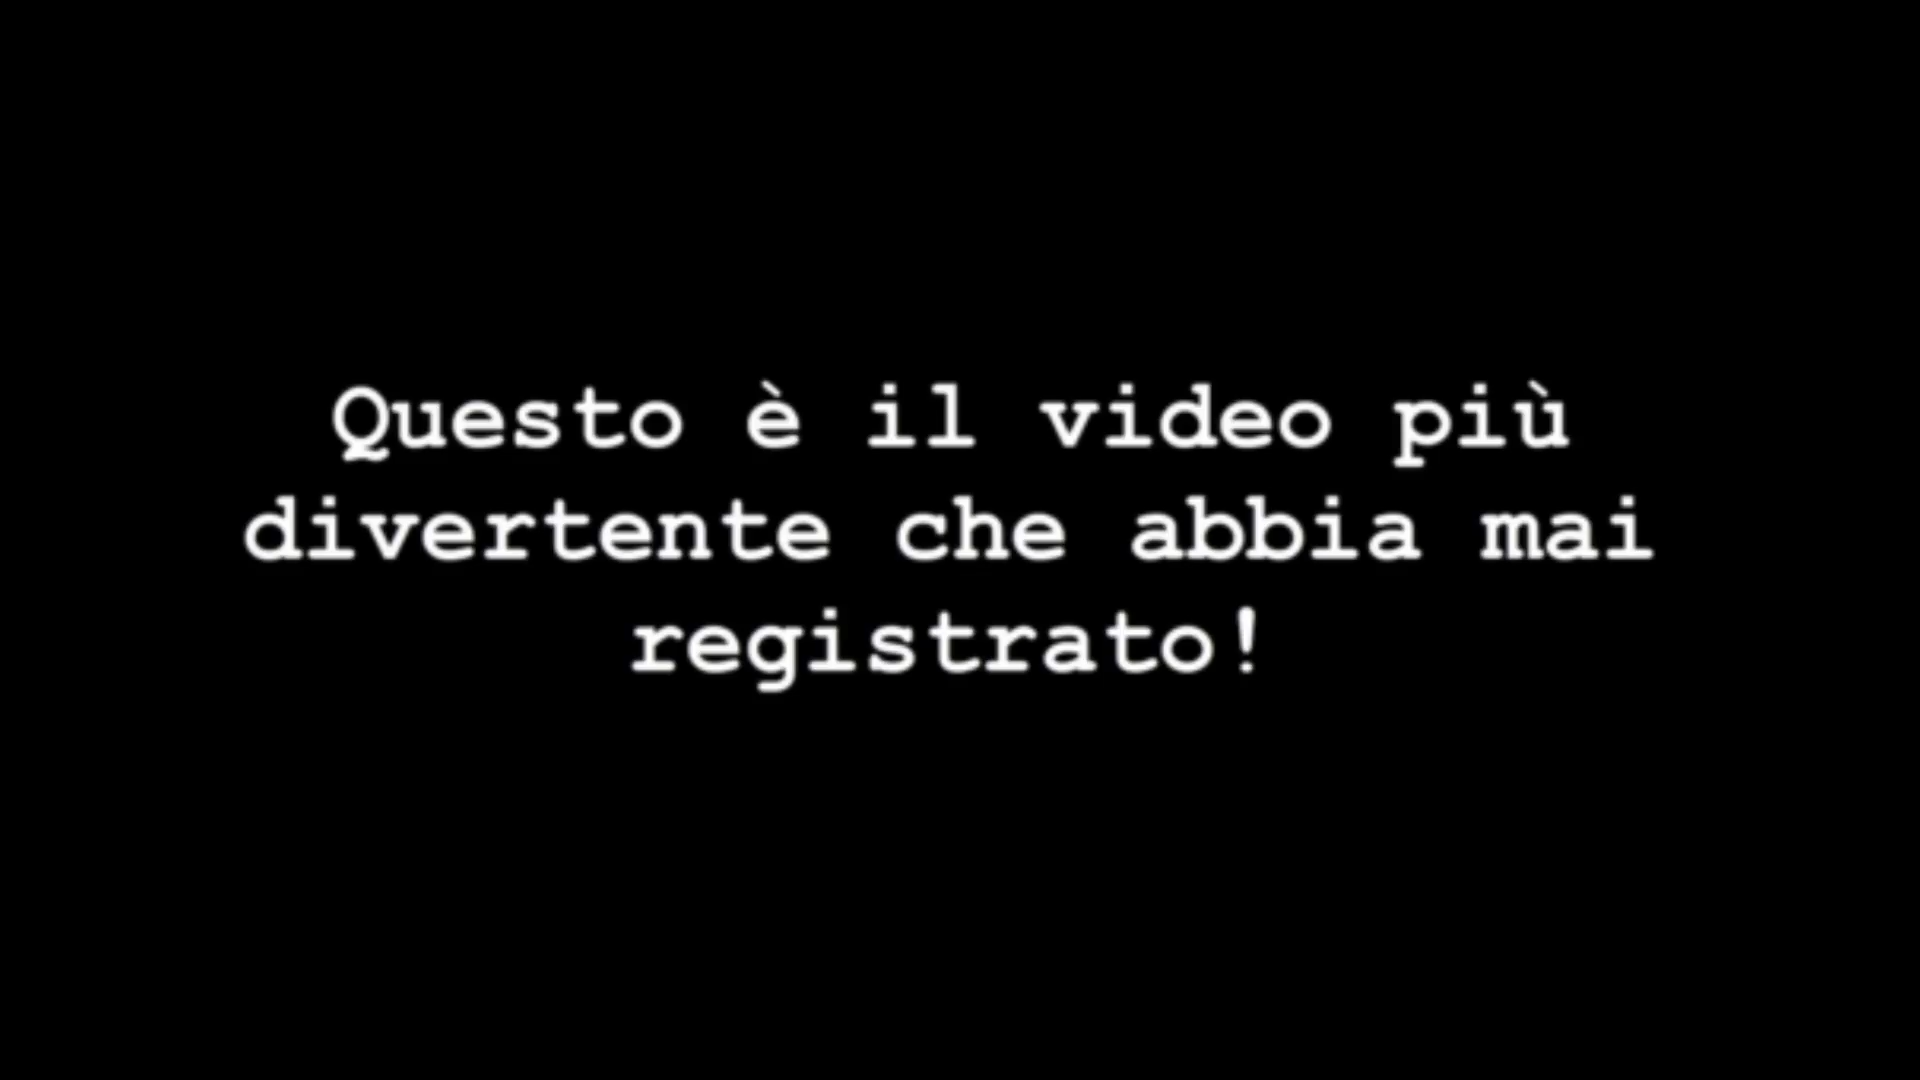 Questo è il video più
divertente che abbia mai
registrato!